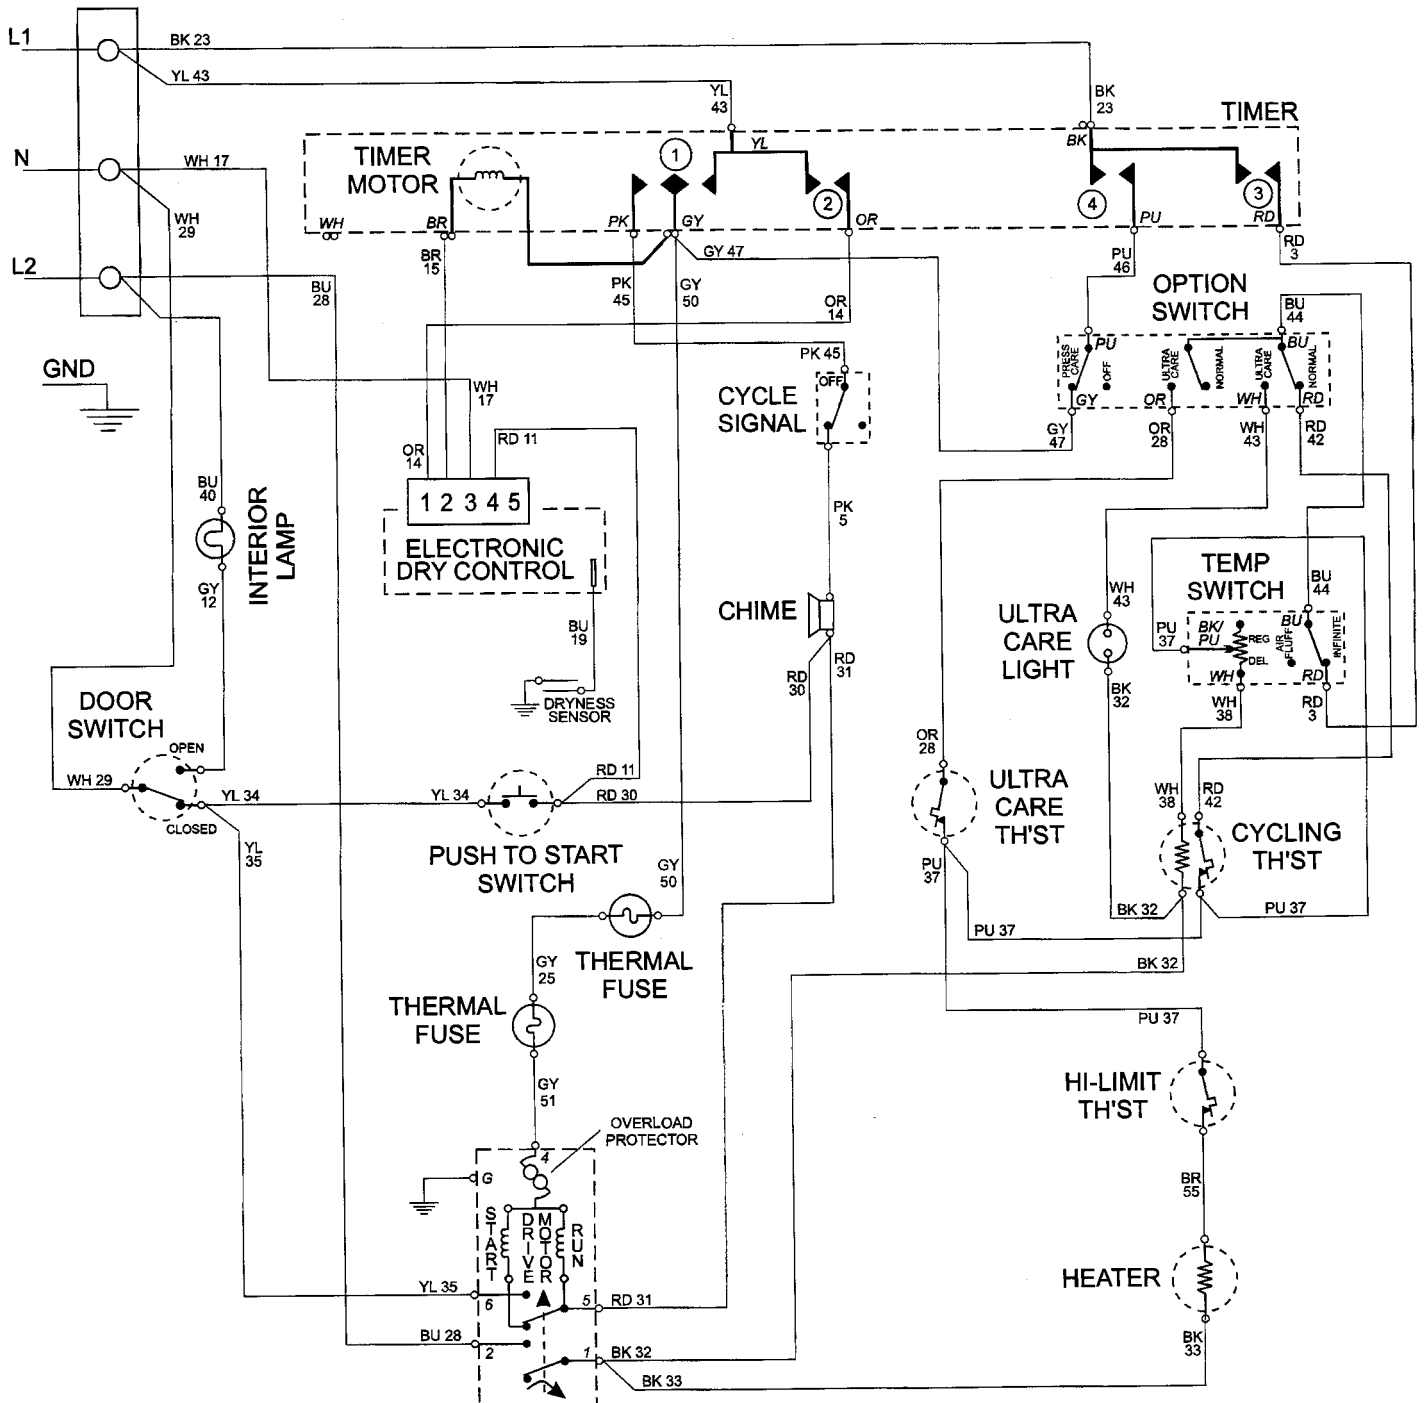 L1
BK 23
YL 43
YL
43
BK
23
TIMER
N
WH 17
TIMER
MOTOR
1
YL
BK
2
4
3
WH
29
WH
BR
PK
GY
OR
PU
RD
L2
BU
28
BR
15
PK
45
GY
50
GY 47
OR
14
PU
46
RD
3
OPTION
SWITCH
BU
44
GND
PK 45
OFF
CYCLE
SIGNAL
PRESS
CARE
PU
OFF
ULTRA
CARE
NORMAL
ULTRA
CARE
BU
NORMAL
GY
OR
WH
RD
WH
17
GY
47
OR
28
WH
43
RD
42
OR
14
RD 11
BU
40
INTERIOR
LAMP
1 2 3 4 5
PK
5
ELECTRONIC
DRY CONTROL
GY
12
CHIME
BU
19
TEMP
SWITCH
BU
44
WH
43
ULTRA
CARE
LIGHT
PU
37
BK/
PU
REG
DEL
BU
AIR
FLUFF
INFINITE
WH
RD
RD
30
RD
31
BK
32
WH
38
RD
3
DRYNESS
SENSOR
DOOR
SWITCH
OPEN
WH 29
CLOSED
YL 34
YL 34
RD 11
RD 30
OR
28
ULTRA
CARE
TH'ST
WH
38
RD
42
CYCLING
TH'ST
YL
35
PUSH TO START
SWITCH
GY
50
PU
37
BK 32
PU 37
PU 37
BK 32
THERMAL
FUSE
GY
25
THERMAL
FUSE
PU 37
GY
51
HI-LIMIT
TH'ST
OVERLOAD
PROTECTOR
4
G
START
DRIVE
MOTOR
RUN
BR
55
HEATER
YL 35
6
5
RD 31
BU 28
2
1
BK 32
BK
33
BK 33